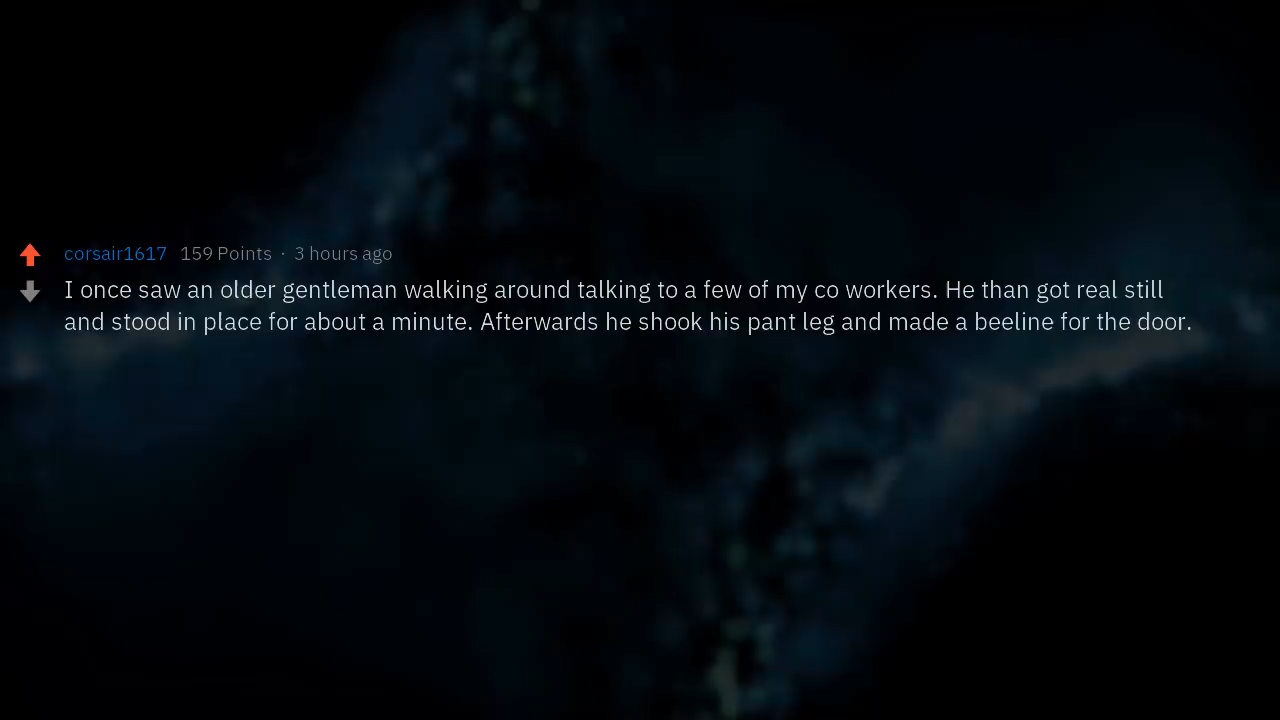 corsair1617 159 Points · 3 hours ago
I once saw an older gentleman walking around talking to a few of my co workers. He than got real still
and stood in place for about a minute. Afterwards he shook his pant leg and made a beeline for the door.